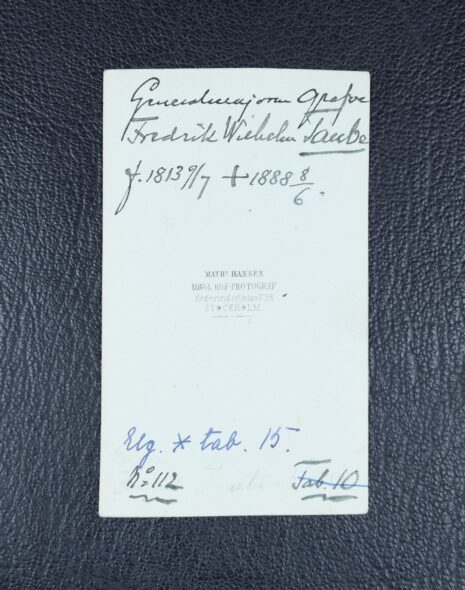 Generalmajoren Grefve
Fredrik Wilhelm Taube
f. 1813 9/7 + 1888 8/6.
MATHS HANSEN
KONGL. HOF PHOTOGRAF
STOCKHOLM
Elg. * tab. 15.
No 112
Tab. 10